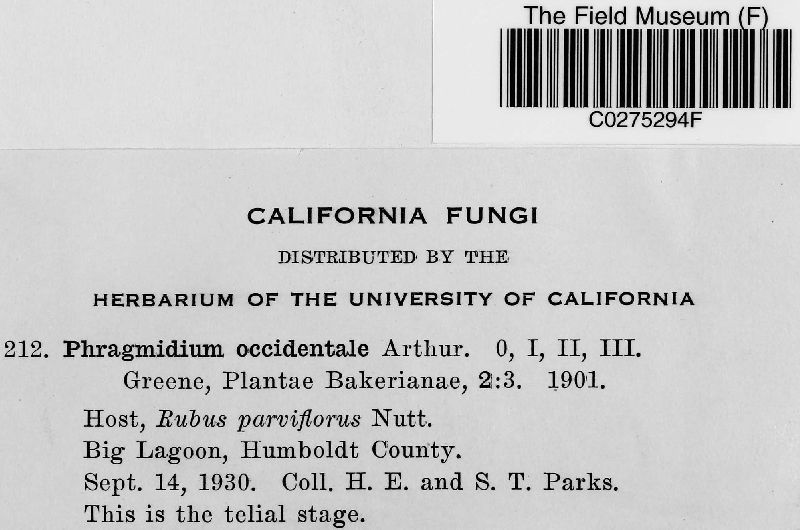 The Field Museum (F)
C0275294F
CALIFORNIA FUNGI
DISTRIBUTED BY THE
HERBARIUM OF THE UNIVERSITY OF CALIFORNIA
212. Phragmidium occidentale Arthur. 0, I, II, III.
Greene, Plantae Bakerianae, 2:3. 1901.
Host, Rubus parviflorus Nutt.
Big Lagoon, Humboldt County.
Sept. 14, 1930. Coll. H. E. and S. T. Parks.
This is the telial stage.